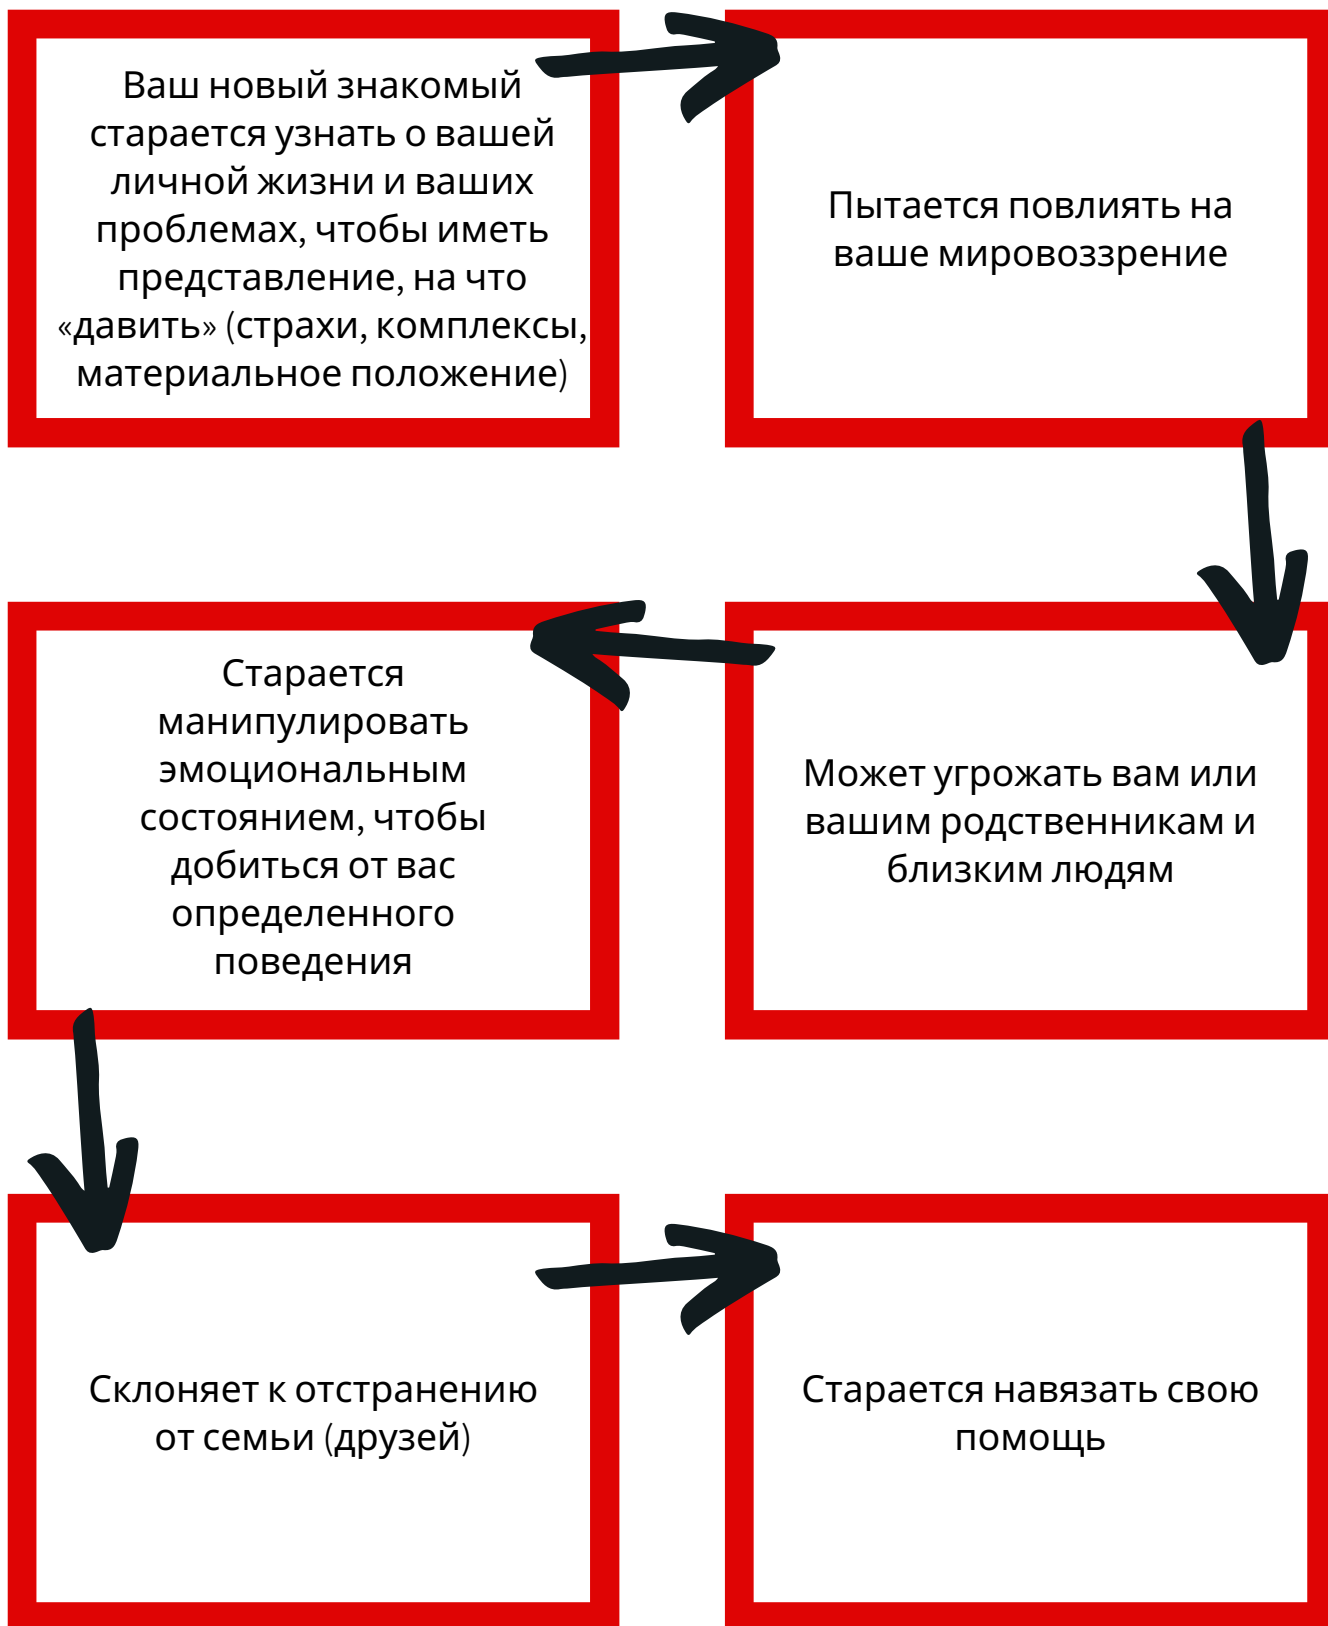 Ваш новый знакомый
старается узнать о вашей
личной жизни и ваших
проблемах, чтобы иметь
представление, на что
«давить» (страхи, комплексы,
материальное положение)
Пытается повлиять на
ваше мировоззрение
Может угрожать вам или
вашим родственникам и
близким людям
Старается
манипулировать
эмоциональным
состоянием, чтобы
добиться от вас
определенного
поведения
Склоняет к отстранению
от семьи (друзей)
Старается навязать свою
помощь